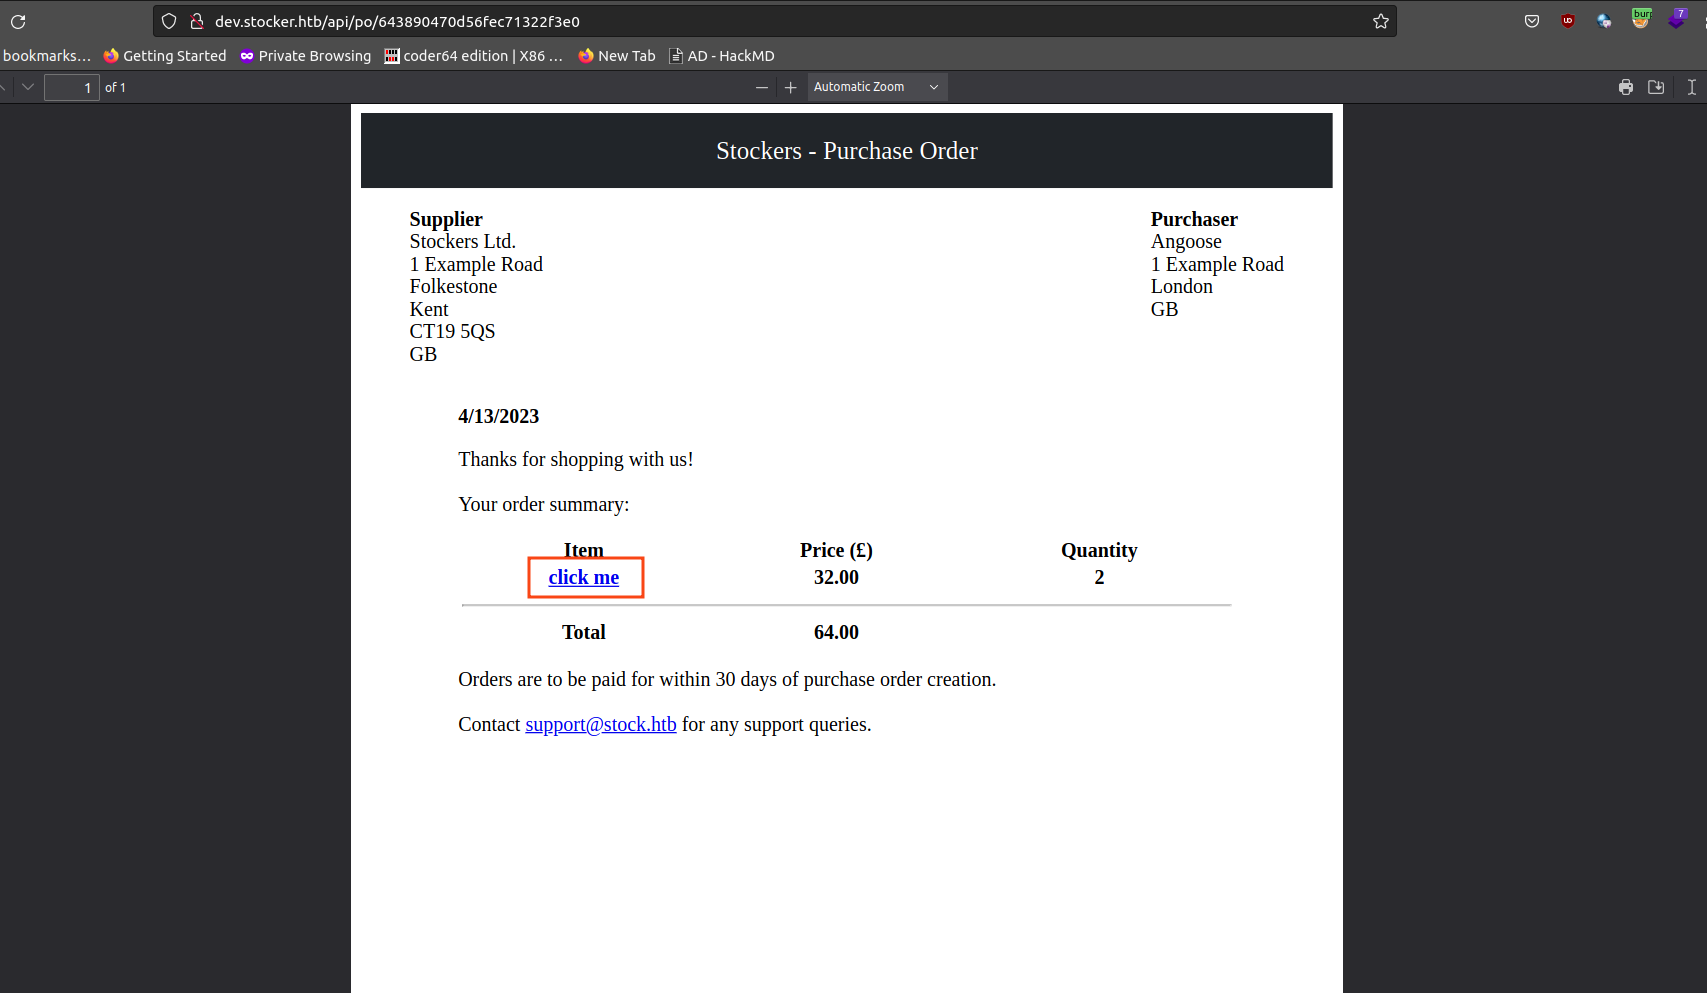 dev.stocker.htb/api/po/643890470d56fec71322f3e0
burp
7
bookmarks...
Getting Started
Private Browsing
coder64 edition | X86 ...
New Tab
AD - HackMD
1 of 1
Automatic Zoom
Stockers - Purchase Order
Supplier
Stockers Ltd.
1 Example Road
Folkestone
Kent
CT19 5QS
GB
Purchaser
Angoose
1 Example Road
London
GB
4/13/2023
Thanks for shopping with us!
Your order summary:
Item Price (£) Quantity
click me 32.00 2
Total 64.00
Orders are to be paid for within 30 days of purchase order creation.
Contact support@stock.htb for any support queries.